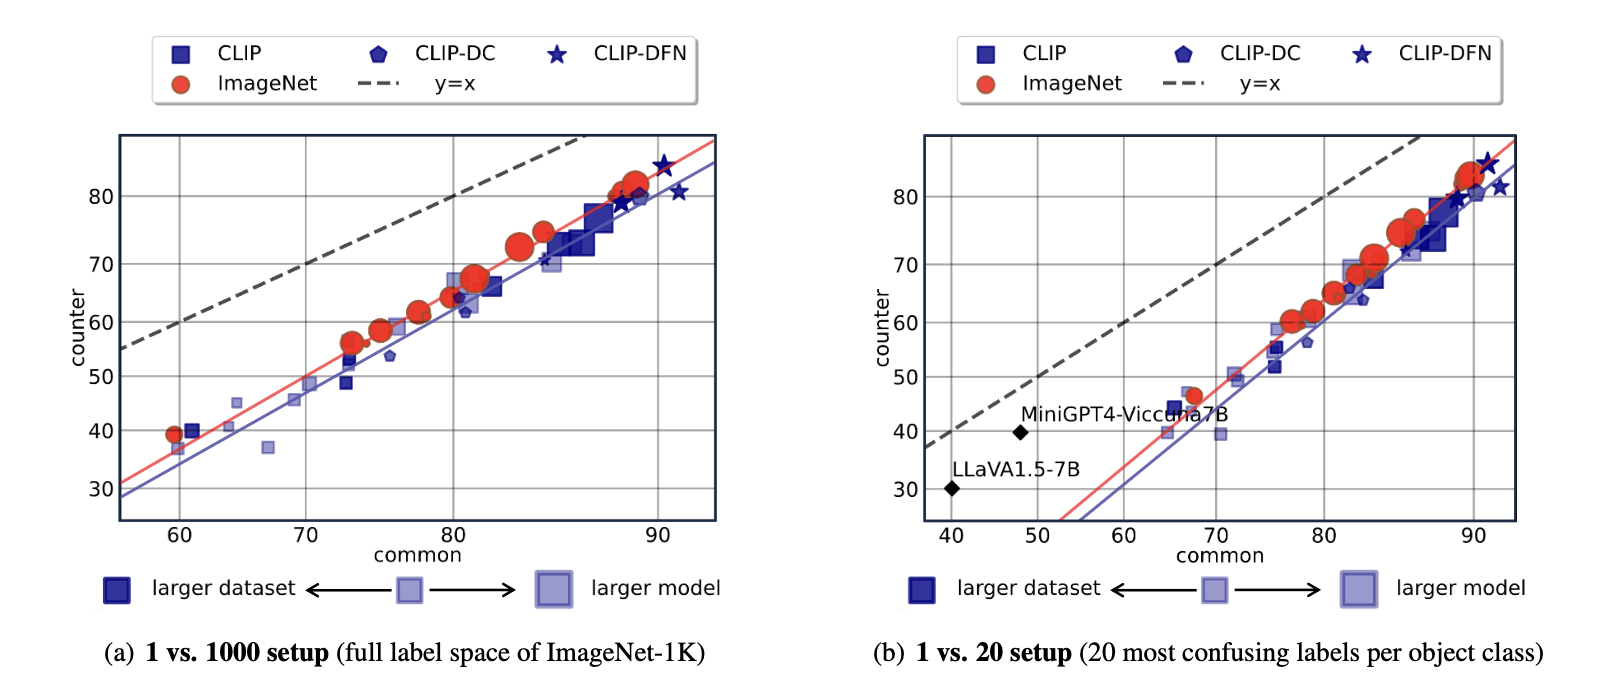 CLIP CLIP-DC CLIP-DFN
ImageNet y=x
counter
80
70
60
50
40
30
60 70 80 90
common
larger dataset larger model
(a) 1 vs. 1000 setup (full label space of ImageNet-1K)
CLIP CLIP-DC CLIP-DFN
ImageNet y=x
counter
80
70
60
50
40
30
MiniGPT4-Viccuna7B
LLaVA1.5-7B
40 50 60 70 80 90
common
larger dataset larger model
(b) 1 vs. 20 setup (20 most confusing labels per object class)